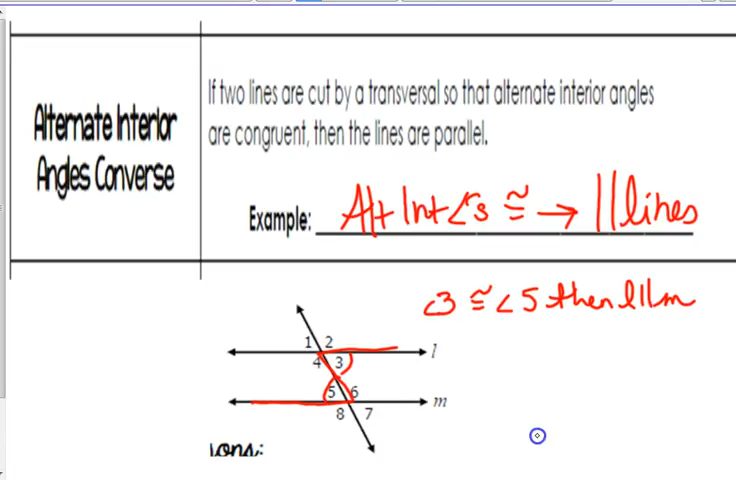 If two lines are cut by a transversal so that alternate interior angles
are congruent, then the lines are parallel.
Alternate Interior
Angles Converse
Example: Alt Int ∠'s ≅ → || lines
∠3 ≅ ∠5 then l || m
1 2
l
4 3
5 6
m
8 7
ions: